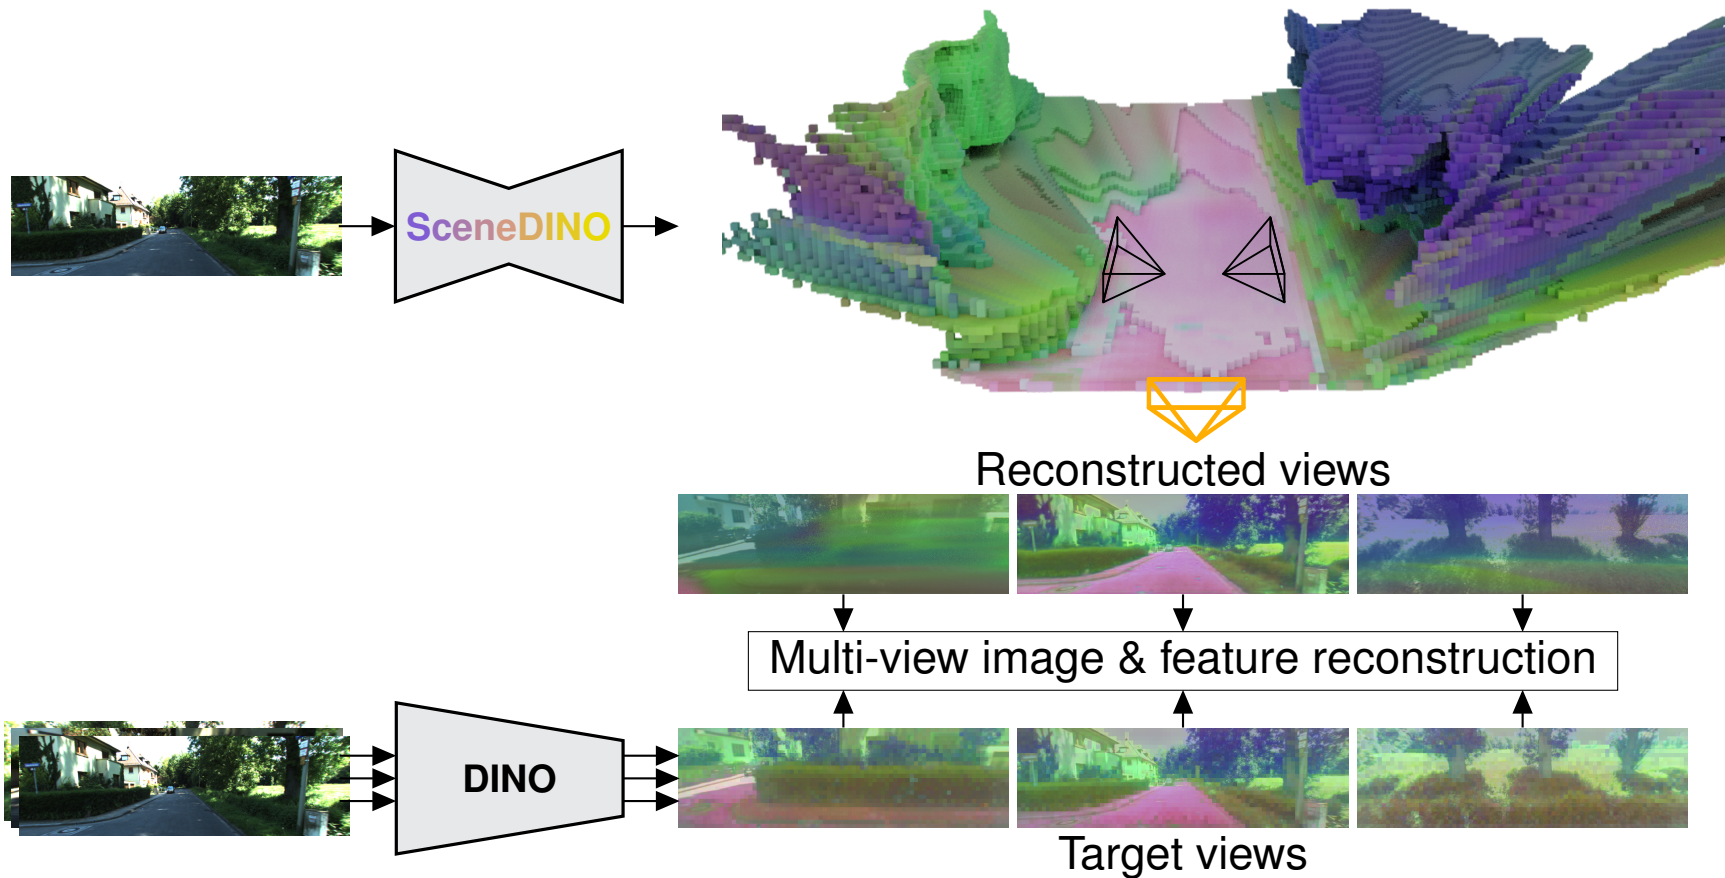 SceneDINO
Reconstructed views
Multi-view image & feature reconstruction
DINO
Target views